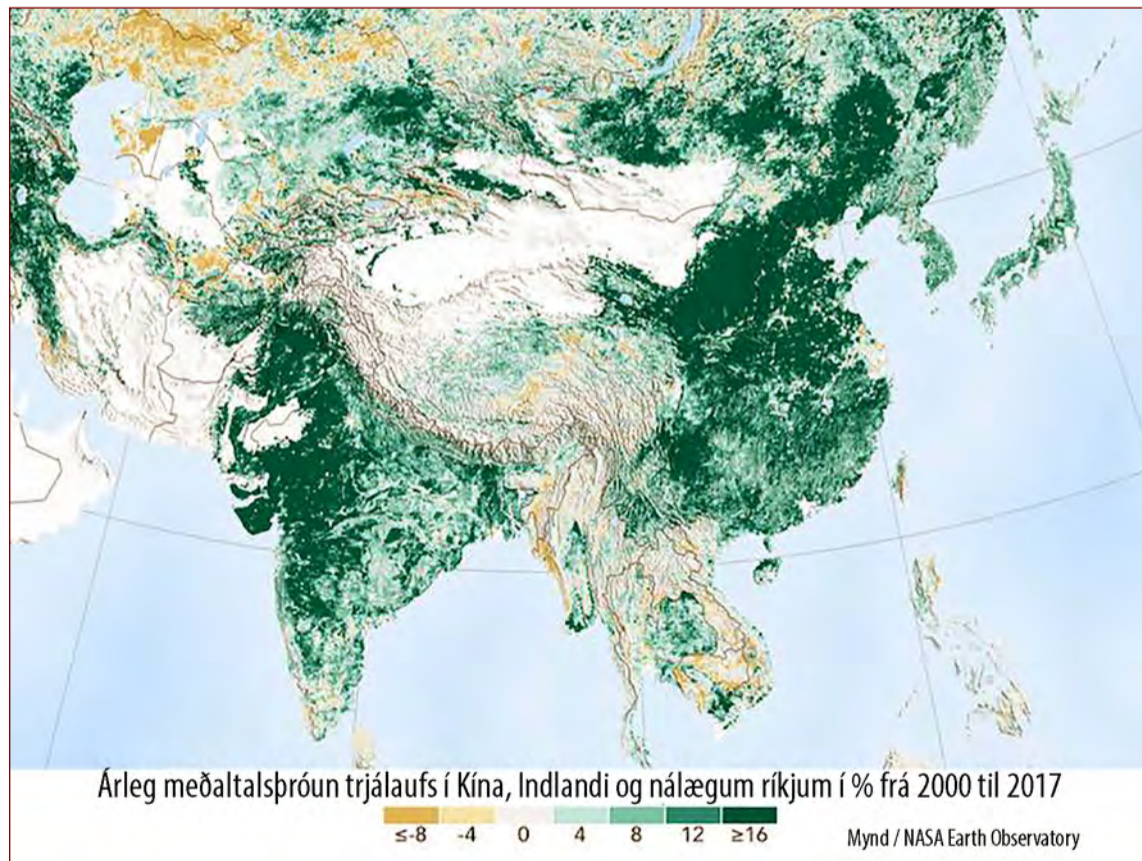 Árleg meðaltalsþróun trjálaufs í Kína, Indlandi og nálægum ríkjum í % frá 2000 til 2017
≤-8 -4 0 4 8 12 ≥16
Mynd / NASA Earth Observatory